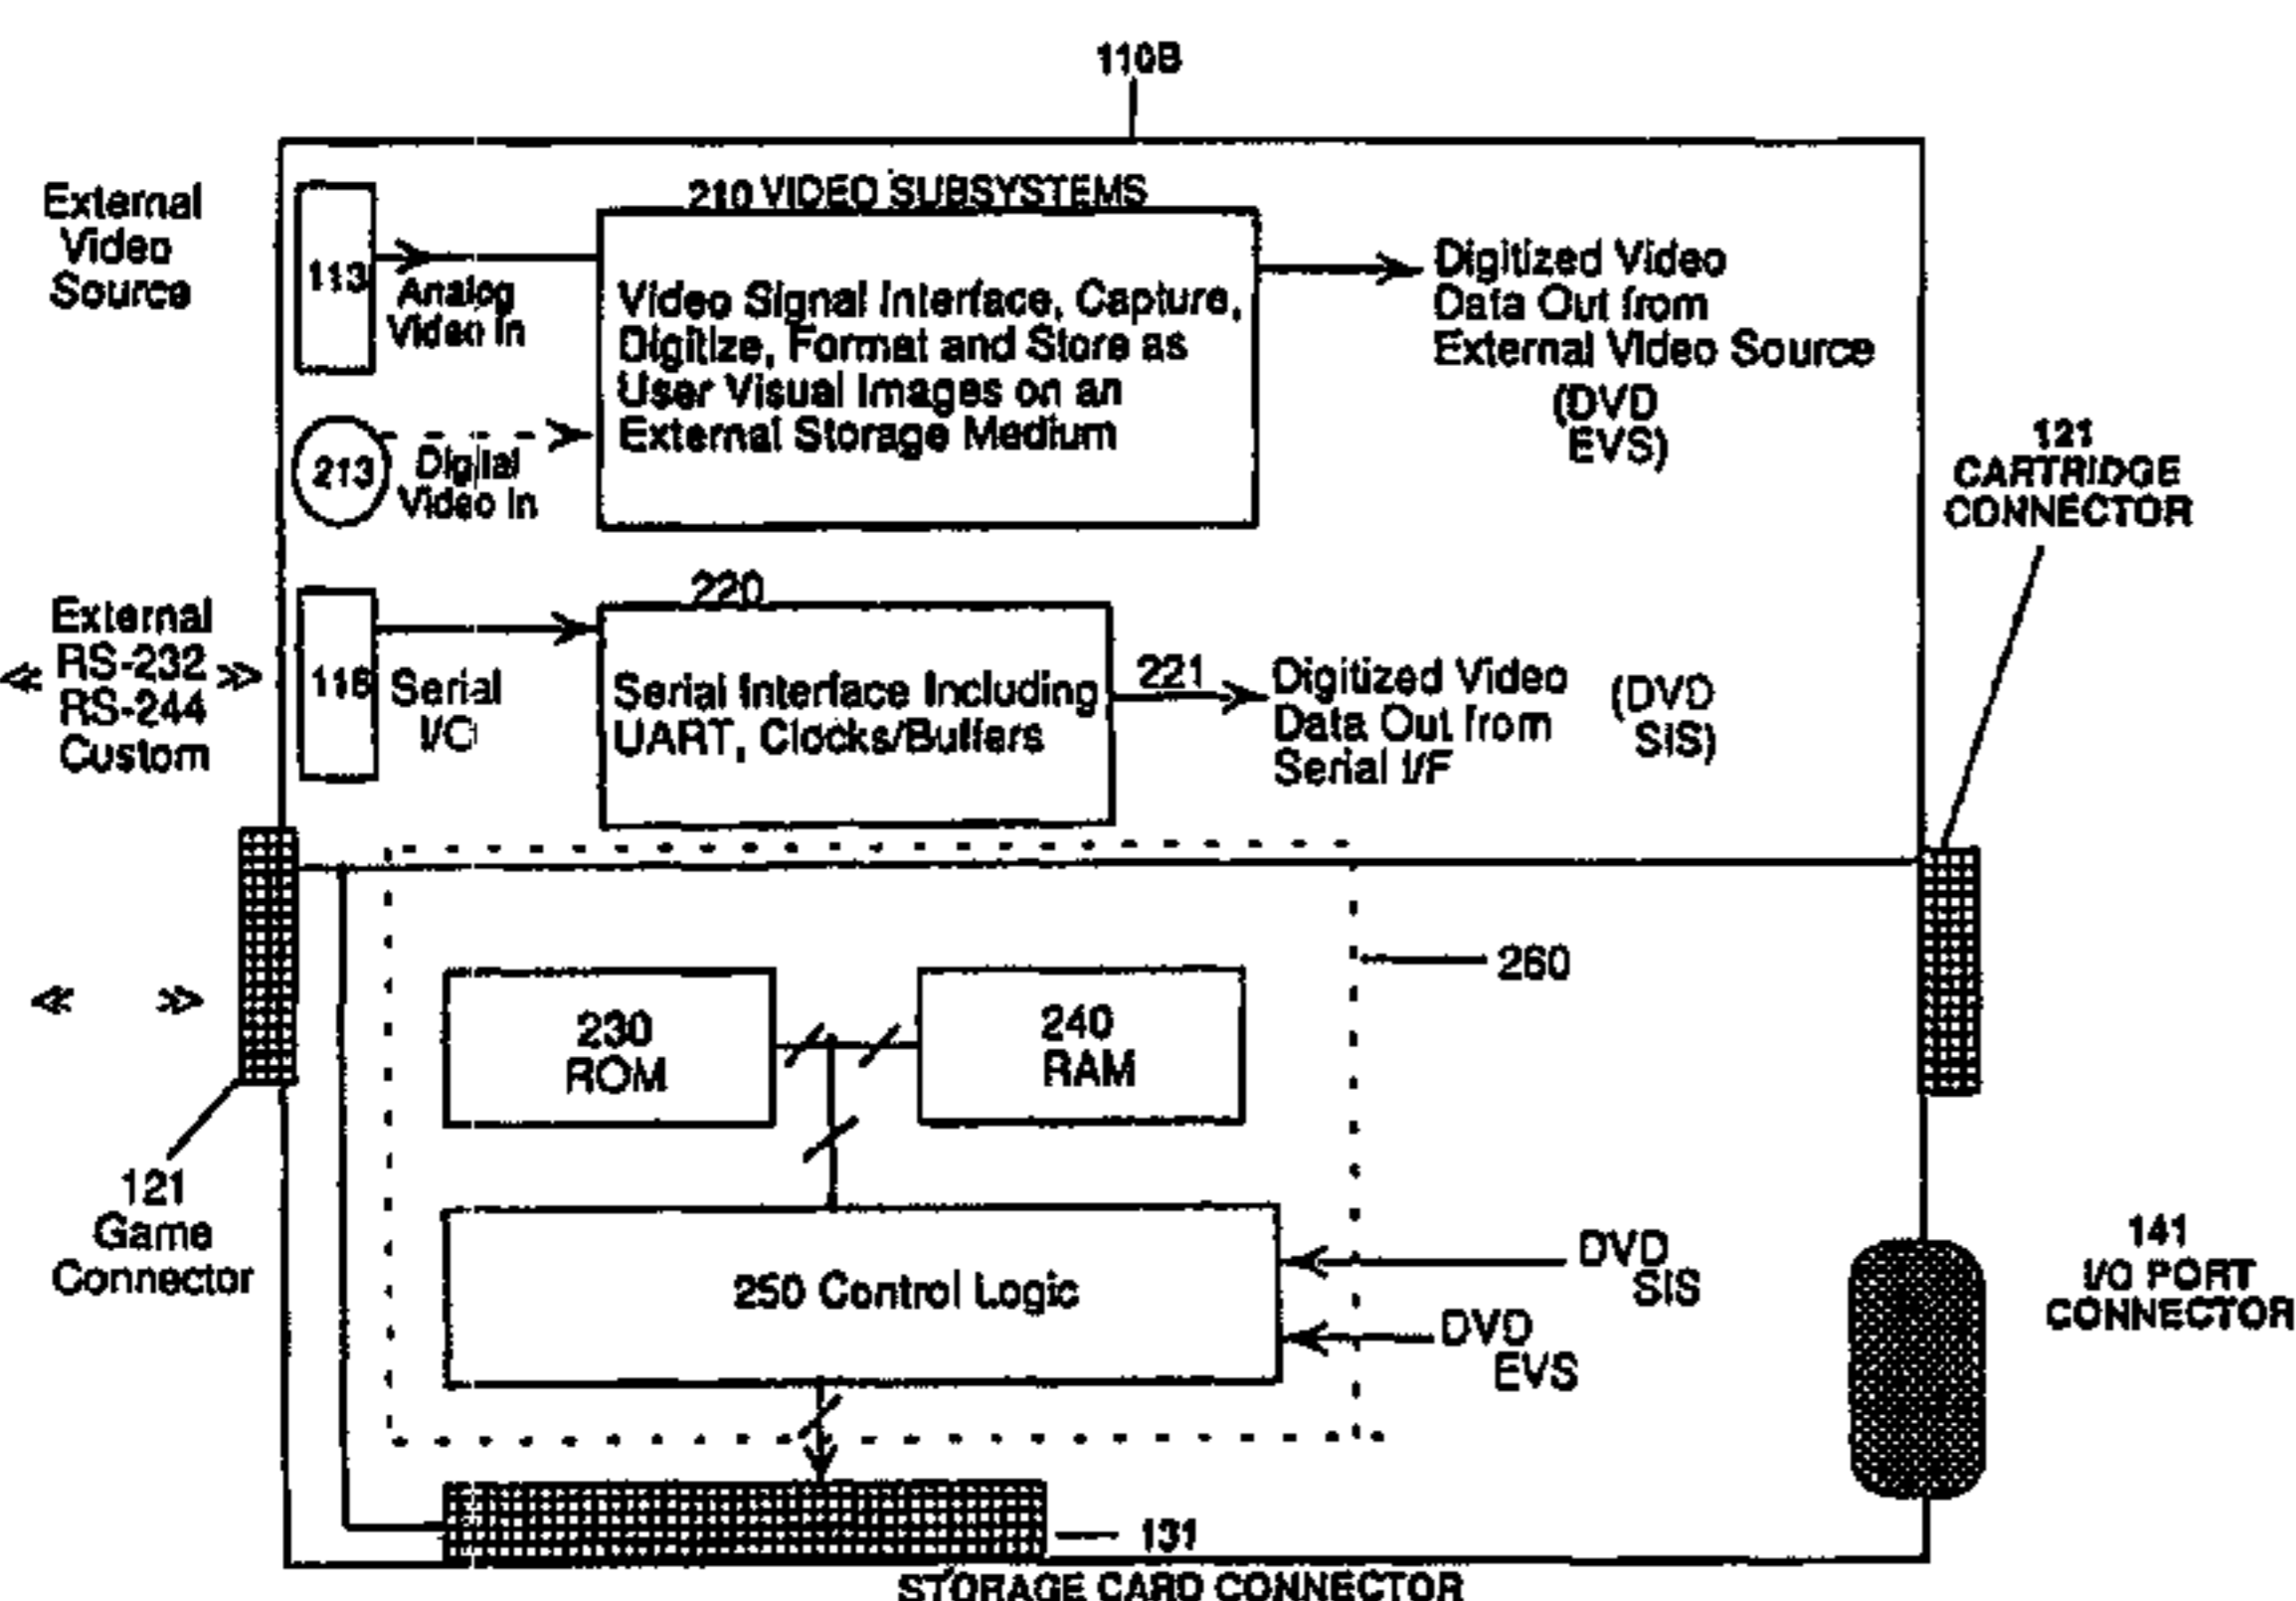 110B
External
Video
Source
113
Analog
Video In
213
Digital
Video In
210 VIDEO SUBSYSTEMS
Video Signal Interface, Capture,
Digitize, Format and Store as
User Visual Images on an
External Storage Medium
Digitized Video
Data Out from
External Video Source
(DVD
EVS)
121
CARTRIDGE
CONNECTOR
External
RS-232
RS-244
Custom
Serial
I/O
220
Serial Interface Including
UART, Clocks/Buffers
221
Digitized Video
Data Out from
Serial I/F
(DVD
SIS)
260
230
ROM
240
RAM
121
Game
Connector
250 Control Logic
DVD
SIS
DVD
EVS
141
I/O PORT
CONNECTOR
131
STORAGE CARD CONNECTOR